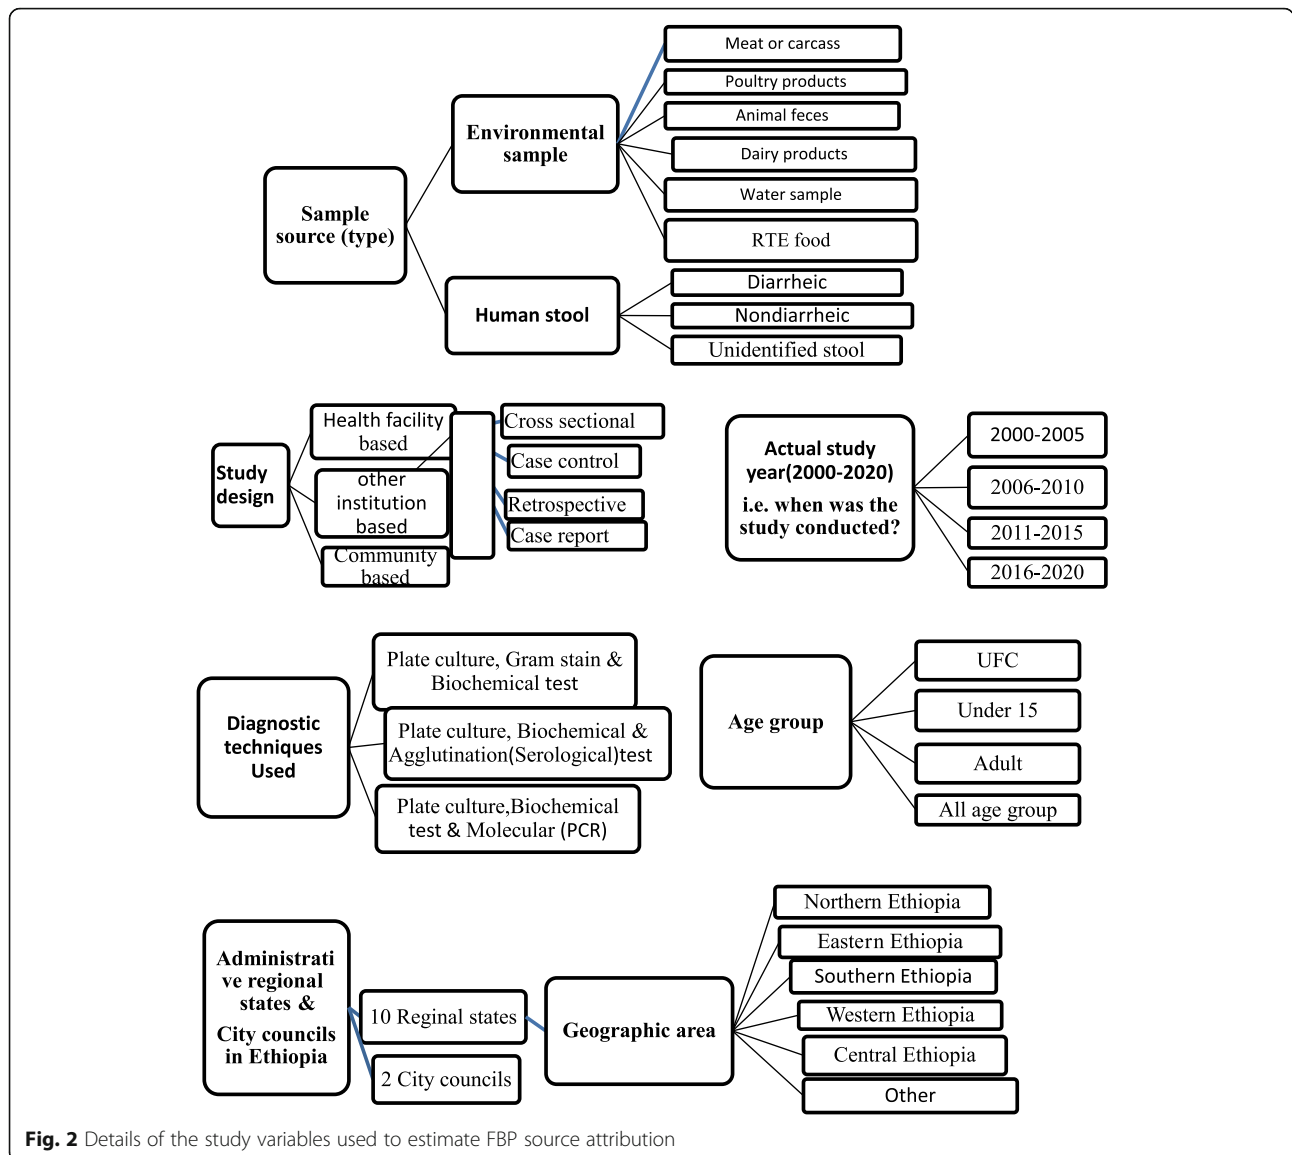 Sample
source (type)
Environmental
sample
Meat or carcass
Poultry products
Animal feces
Dairy products
Water sample
RTE food
Human stool
Diarrheic
Nondiarrheic
Unidentified stool
Study
design
Health facility
based
other
institution
based
Community
based
Cross sectional
Case control
Retrospective
Case report
Actual study
year(2000-2020)
i.e. when was the
study conducted?
2000-2005
2006-2010
2011-2015
2016-2020
Diagnostic
techniques
Used
Plate culture, Gram stain &
Biochemical test
Plate culture, Biochemical &
Agglutination(Serological)test
Plate culture,Biochemical
test & Molecular (PCR)
Age group
UFC
Under 15
Adult
All age group
Administrati
ve regional
states &
City councils
in Ethiopia
10 Reginal states
2 City councils
Geographic area
Northern Ethiopia
Eastern Ethiopia
Southern Ethiopia
Western Ethiopia
Central Ethiopia
Other
Fig. 2 Details of the study variables used to estimate FBP source attribution